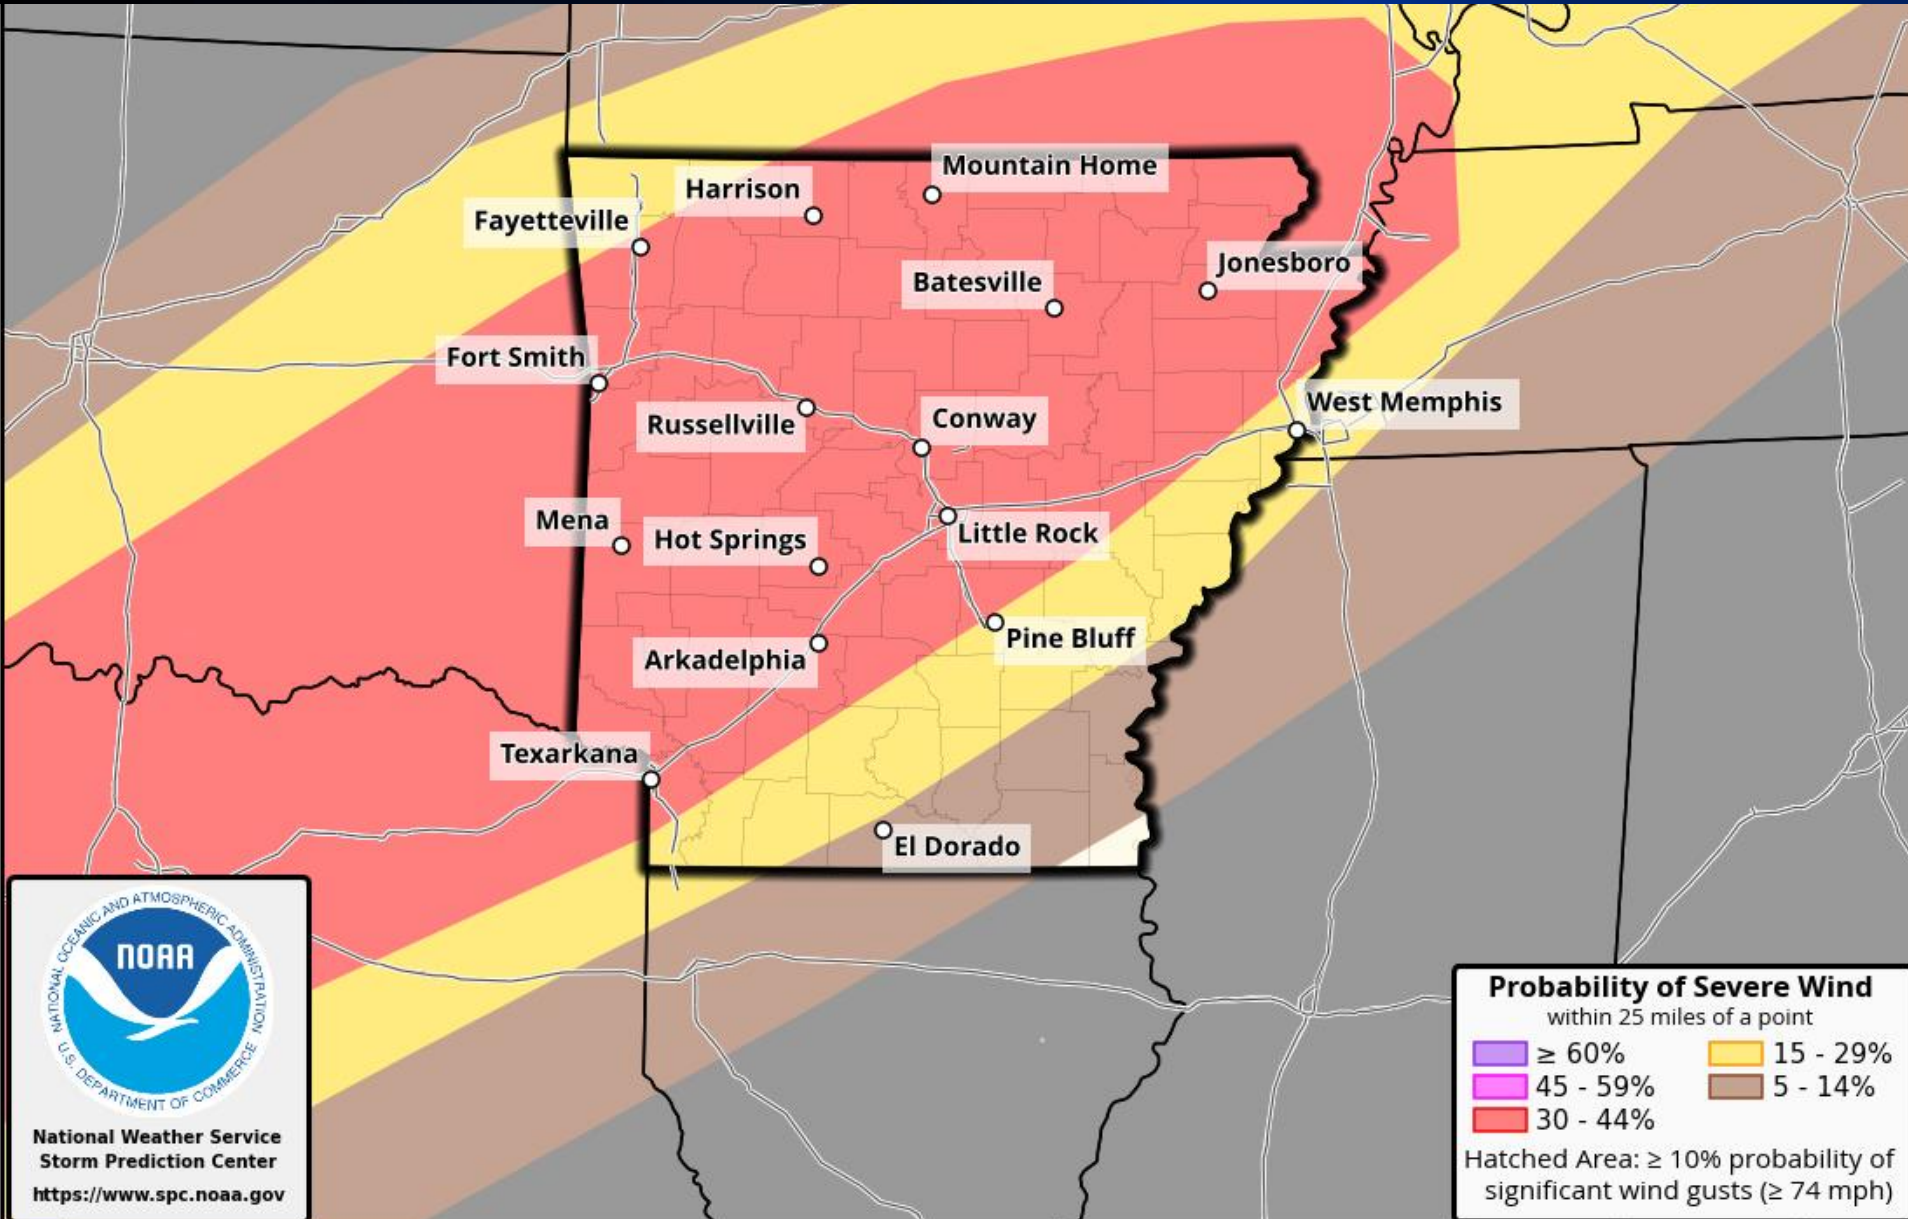 Mountain Home
Harrison
Fayetteville
Jonesboro
Batesville
Fort Smith
West Memphis
Russellville
Conway
Mena
Hot Springs
Little Rock
Pine Bluff
Arkadelphia
Texarkana
El Dorado
NATIONAL OCEANIC AND ATMOSPHERIC ADMINISTRATION
NOAA
U.S. DEPARTMENT OF COMMERCE
National Weather Service
Storm Prediction Center
https://www.spc.noaa.gov
Probability of Severe Wind
within 25 miles of a point
≥ 60% 15 - 29%
45 - 59% 5 - 14%
30 - 44%
Hatched Area: ≥ 10% probability of
significant wind gusts (≥ 74 mph)